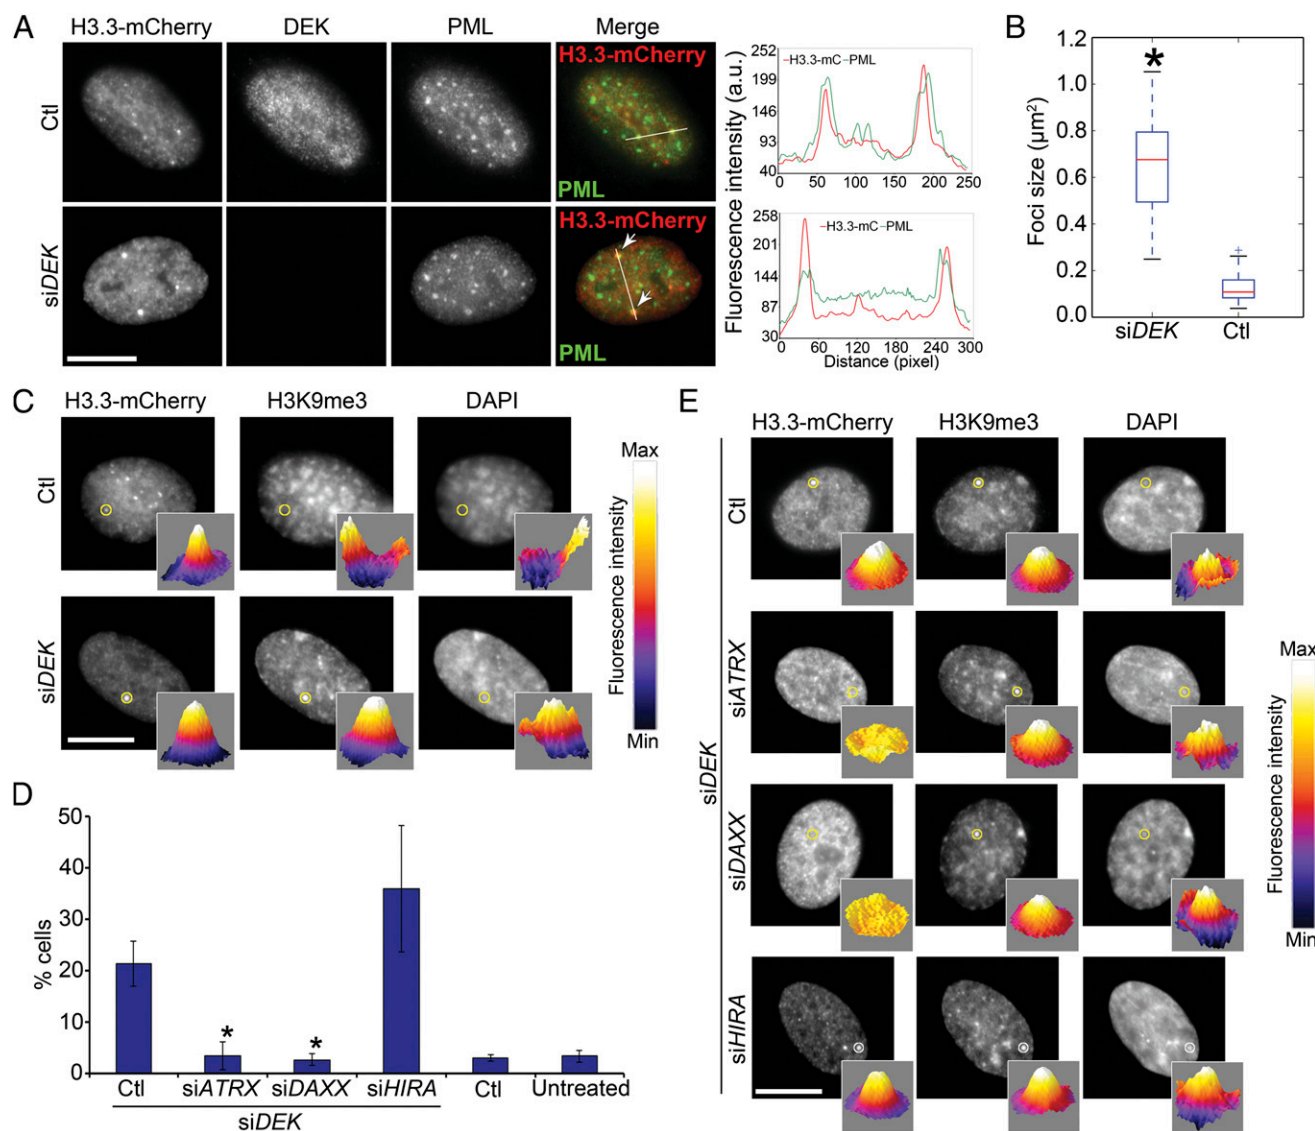 A
H3.3-mCherry DEK PML Merge
Ctl
H3.3-mCherry
PML
siDEK
H3.3-mCherry
PML
Fluorescence intensity (a.u.)
252
199
146
93
40
H3.3-mC PML
0 50 100 150 200 250
258
201
144
87
30
H3.3-mC PML
0 60 120 180 240 300
Distance (pixel)
B
Foci size (µm²)
1.2
1.0
0.8
0.6
0.4
0.2
0.0
*
siDEK Ctl
C
H3.3-mCherry H3K9me3 DAPI
Ctl
siDEK
Max
Fluorescence intensity
Min
D
% cells
50
40
30
20
10
0
* *
Ctl siATRX siDAXX siHIRA Ctl Untreated
siDEK
E
H3.3-mCherry H3K9me3 DAPI
siDEK
Ctl
siATRX
siDAXX
siHIRA
Max
Fluorescence intensity
Min